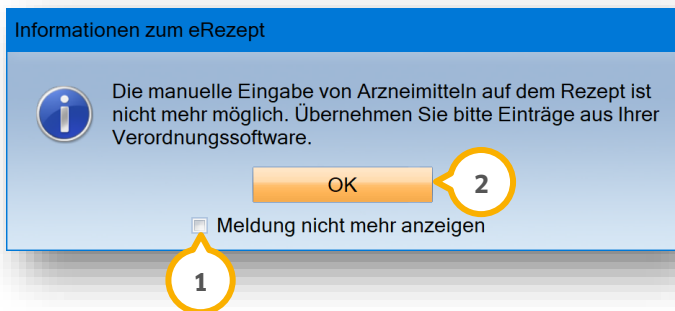 Informationen zum eRezept
Die manuelle Eingabe von Arzneimitteln auf dem Rezept ist
nicht mehr möglich. Übernehmen Sie bitte Einträge aus Ihrer
Verordnungssoftware.
OK
2
Meldung nicht mehr anzeigen
1